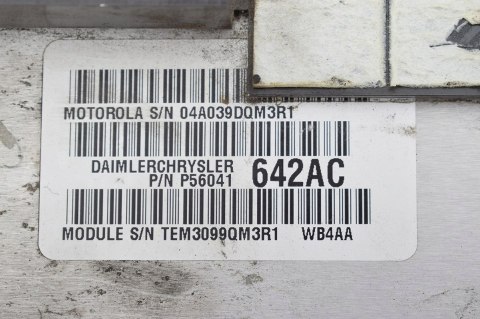 MOTOROLA S/N 04A039DQM3R1
DAIMLERCHRYSLER
P/N P56041 642AC
MODULE S/N TEM3099QM3R1 WB4AA